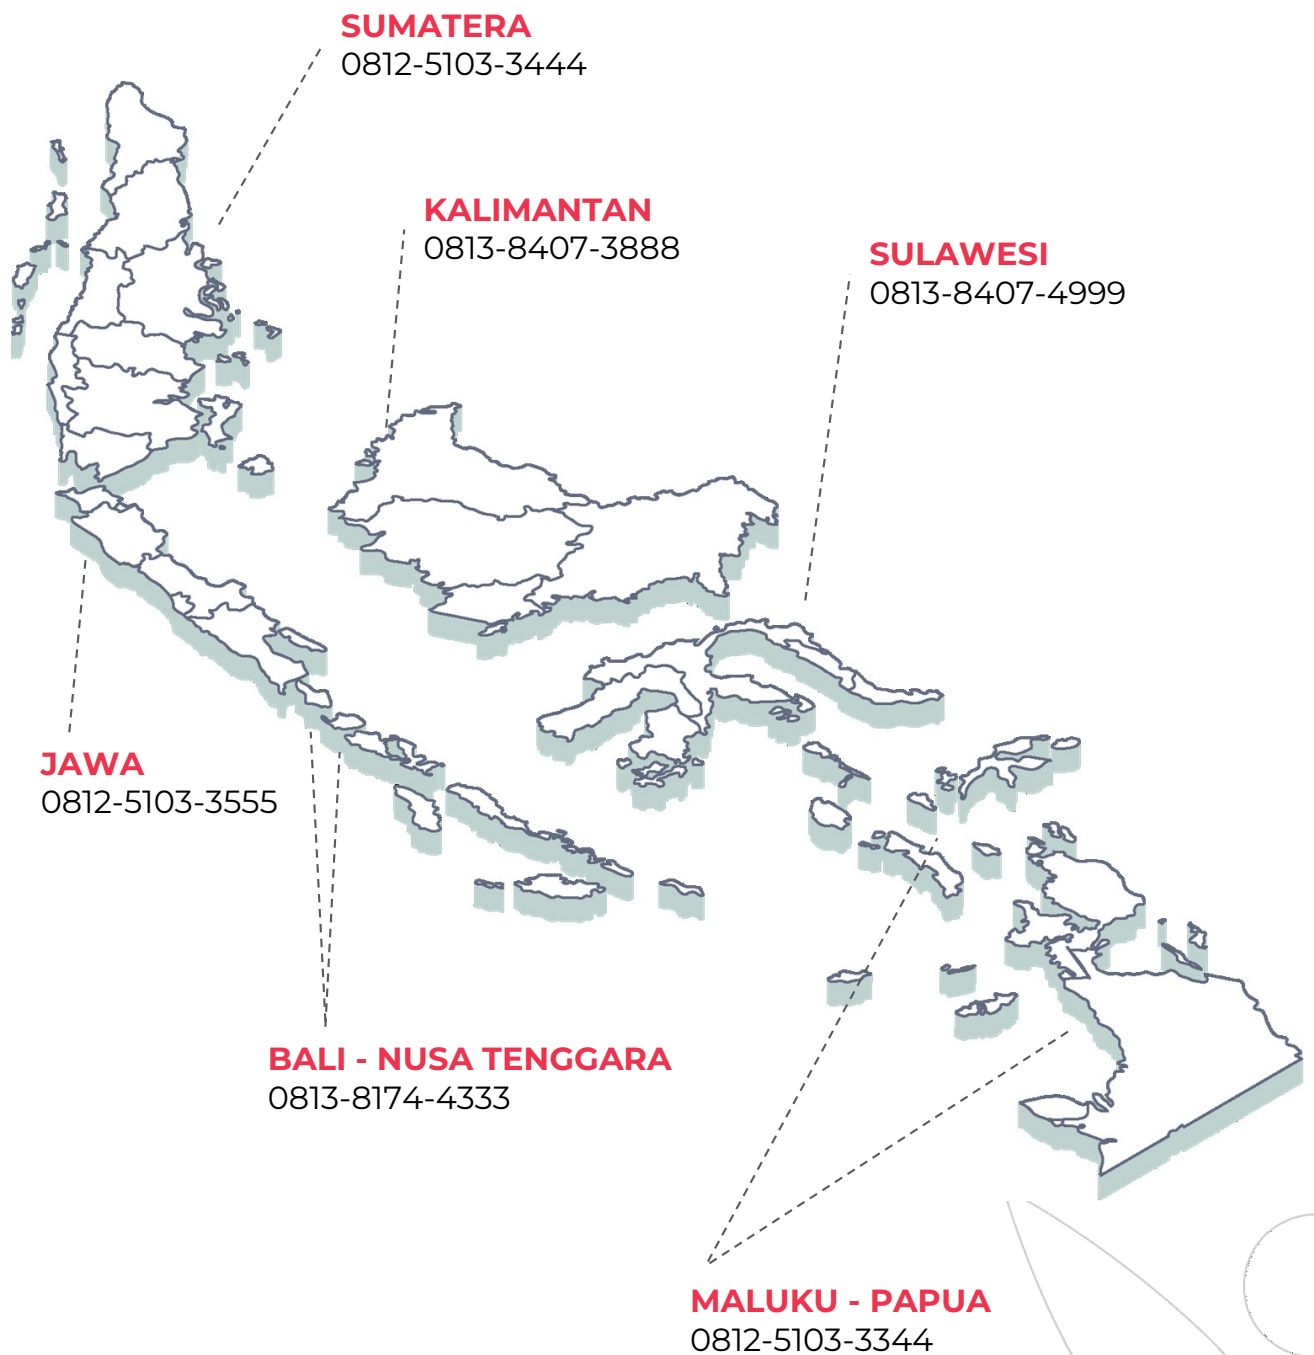 SUMATERA
0812-5103-3444
KALIMANTAN
0813-8407-3888
SULAWESI
0813-8407-4999
JAWA
0812-5103-3555
BALI - NUSA TENGGARA
0813-8174-4333
MALUKU - PAPUA
0812-5103-3344